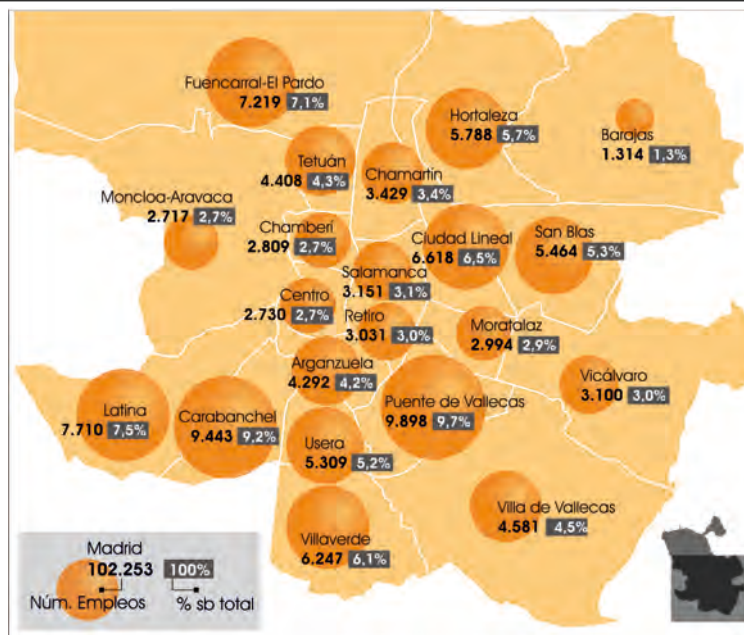 Fuencarral-El Pardo
7.219 7,1%
Hortaleza
5.788 5,7%
Barajas
1.314 1,3%
Tetuán
4.408 4,3%
Chamartín
3.429 3,4%
Moncloa-Aravaca
2.717 2,7%
Chamberí
2.809 2,7%
Ciudad Lineal
6.618 6,5%
San Blas
5.464 5,3%
Salamanca
3.151 3,1%
Centro
2.730 2,7%
Retiro
3.031 3,0%
Moratalaz
2.994 2,9%
Arganzuela
4.292 4,2%
Vicálvaro
3.100 3,0%
Latina
7.710 7,5%
Carabanchel
9.443 9,2%
Puente de Vallecas
9.898 9,7%
Usera
5.309 5,2%
Villa de Vallecas
4.581 4,5%
Villaverde
6.247 6,1%
Madrid
102.253 100%
Núm. Empleos % sb total